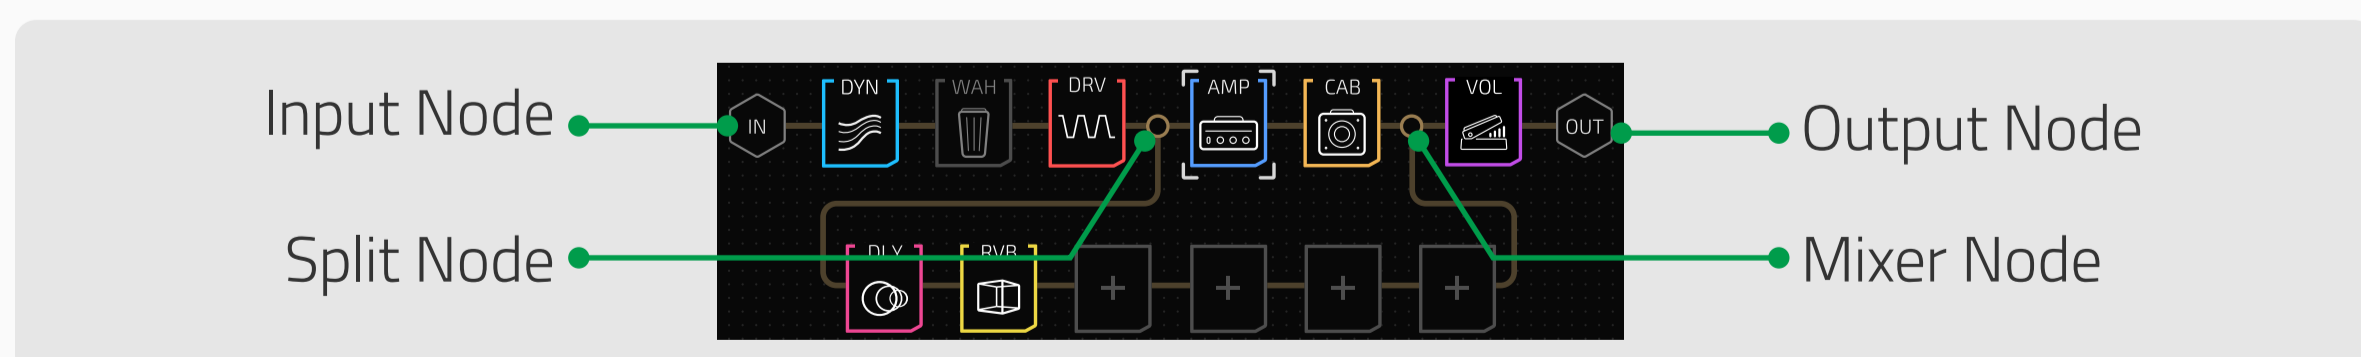 Input Node
IN
DYN
WAH
DRV
AMP
CAB
VOL
OUT
Output Node
Split Node
DLY
RVB
Mixer Node